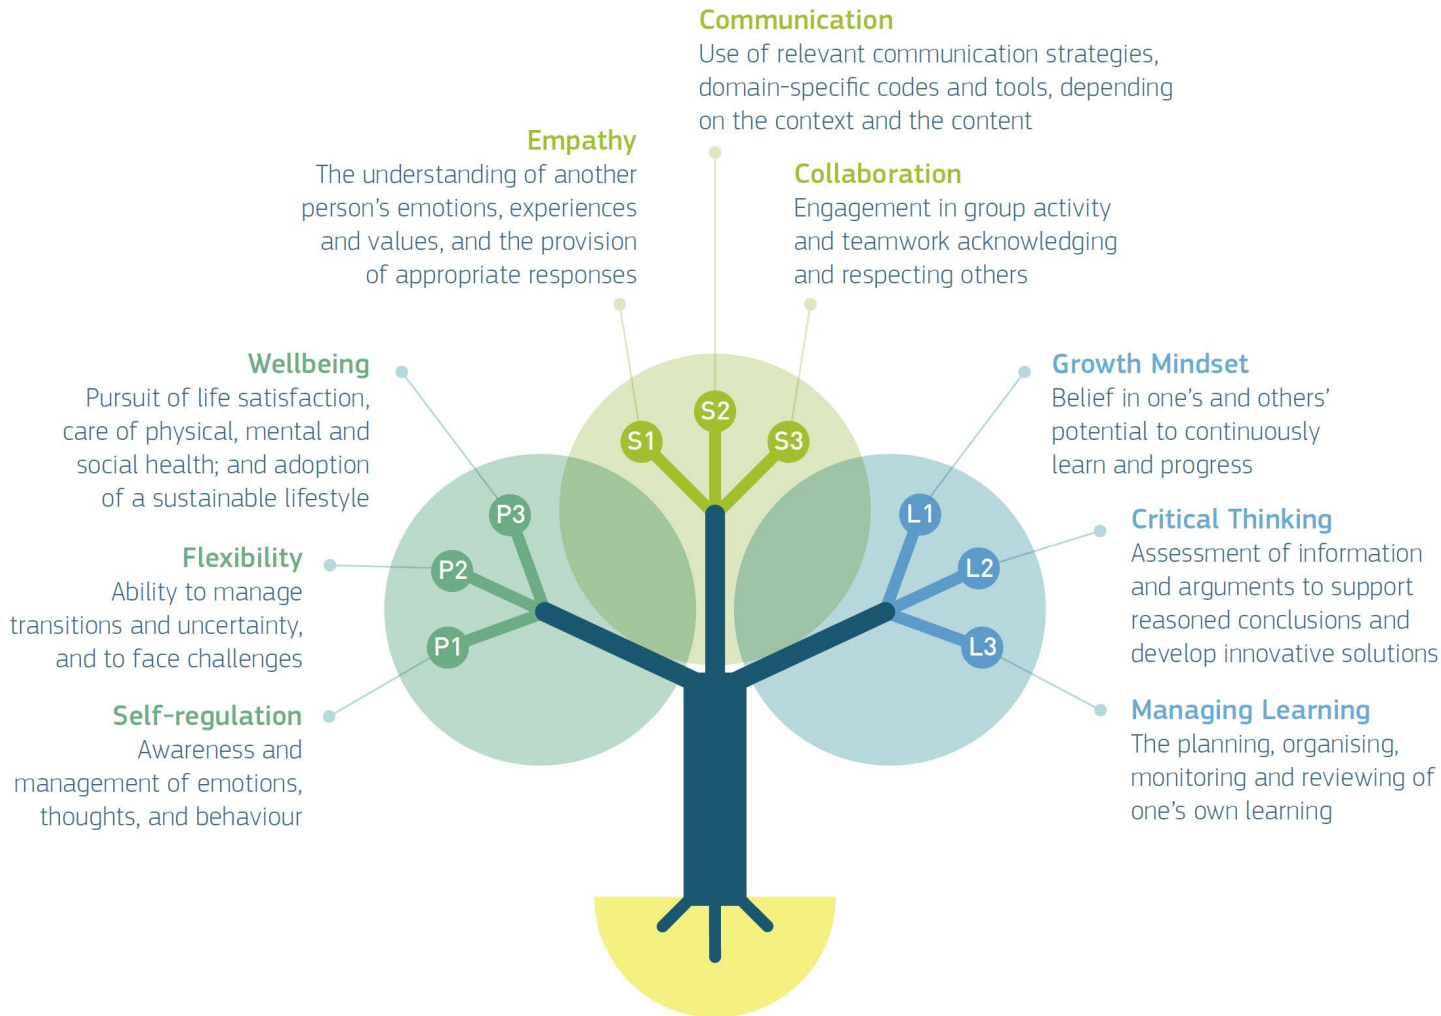 Communication
Use of relevant communication strategies,
domain-specific codes and tools, depending
on the context and the content
Empathy
The understanding of another
person's emotions, experiences
and values, and the provision
of appropriate responses
Collaboration
Engagement in group activity
and teamwork acknowledging
and respecting others
Wellbeing
Pursuit of life satisfaction,
care of physical, mental and
social health; and adoption
of a sustainable lifestyle
Flexibility
Ability to manage
transitions and uncertainty,
and to face challenges
Self-regulation
Awareness and
management of emotions,
thoughts, and behaviour
P3
P2
P1
S1
S2
S3
L1
L2
L3
Growth Mindset
Belief in one's and others'
potential to continuously
learn and progress
Critical Thinking
Assessment of information
and arguments to support
reasoned conclusions and
develop innovative solutions
Managing Learning
The planning, organising,
monitoring and reviewing of
one's own learning